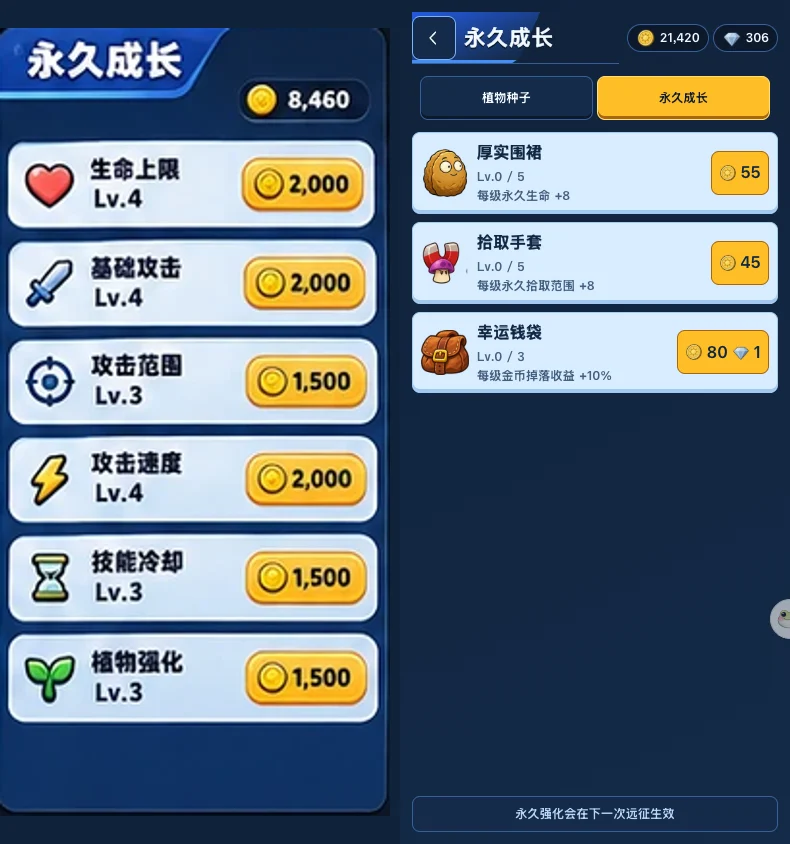 永久成长
8,460
生命上限
Lv.4
2,000
基础攻击
Lv.4
2,000
攻击范围
Lv.3
1,500
攻击速度
Lv.4
2,000
技能冷却
Lv.3
1,500
植物强化
Lv.3
1,500
永久成长
21,420
306
植物种子
永久成长
厚实围裙
Lv.0 / 5
每级永久生命 +8
55
拾取手套
Lv.0 / 5
每级永久拾取范围 +8
45
幸运钱袋
Lv.0 / 3
每级金币掉落收益 +10%
80 1
永久强化会在下一次远征生效